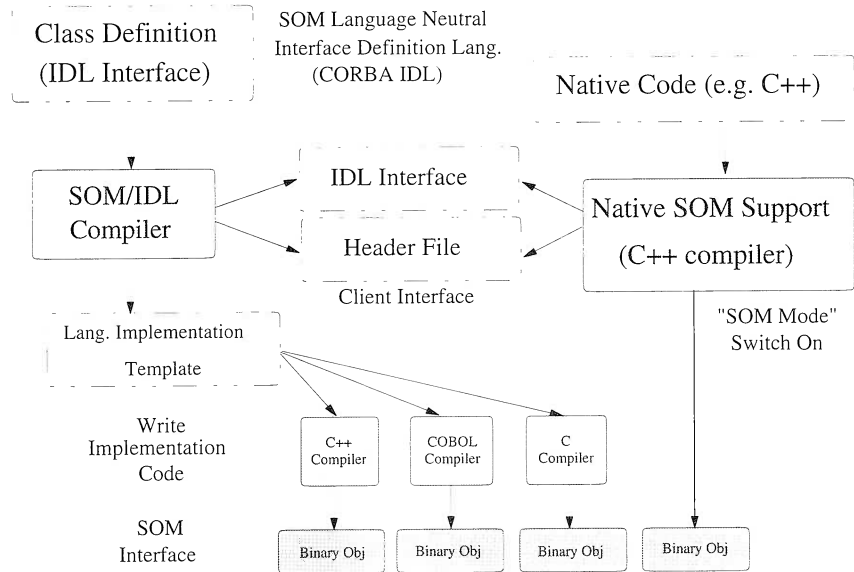 Class Definition
(IDL Interface)
SOM Language Neutral
Interface Definition Lang.
(CORBA IDL)
Native Code (e.g. C++)
SOM/IDL
Compiler
IDL Interface
Header File
Client Interface
Native SOM Support
(C++ compiler)
"SOM Mode"
Switch On
Lang. Implementation
Template
Write
Implementation
Code
C++
Compiler
COBOL
Compiler
C
Compiler
SOM
Interface
Binary Obj
Binary Obj
Binary Obj
Binary Obj